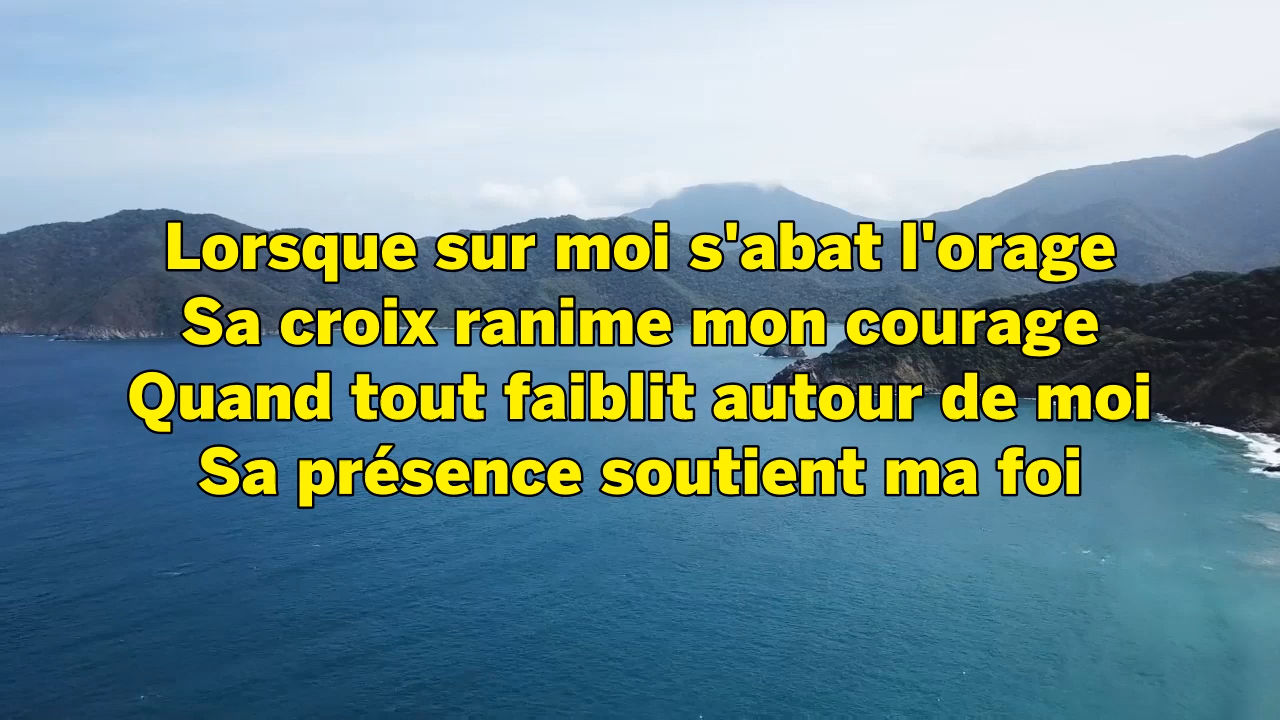 Lorsque sur moi s'abat l'orage
Sa croix ranime mon courage
Quand tout faiblit autour de moi
Sa présence soutient ma foi